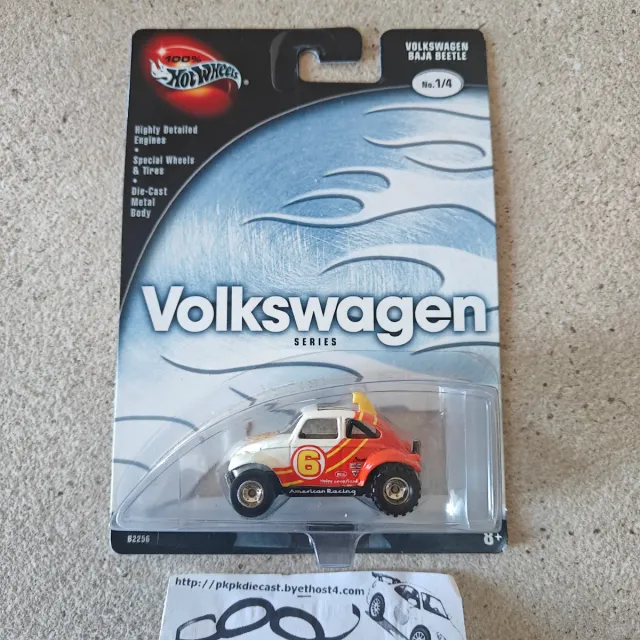 100%
Hot Wheels
VOLKSWAGEN
BAJA BEETLE
No.1/4
Highly Detailed
Engines
•
Special Wheels
& Tires
•
Die-Cast
Metal
Body
Volkswagen
SERIES
6
American Racing
62256
8+
http://pkpkdiecast.byethost4.com